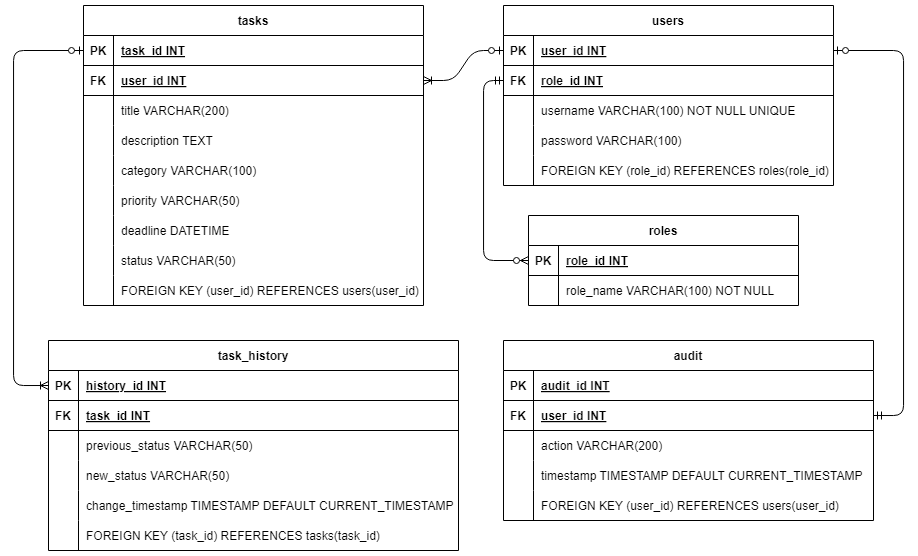 tasks
PK task_id INT
FK user_id INT
title VARCHAR(200)
description TEXT
category VARCHAR(100)
priority VARCHAR(50)
deadline DATETIME
status VARCHAR(50)
FOREIGN KEY (user_id) REFERENCES users(user_id)
users
PK user_id INT
FK role_id INT
username VARCHAR(100) NOT NULL UNIQUE
password VARCHAR(100)
FOREIGN KEY (role_id) REFERENCES roles(role_id)
roles
PK role_id INT
role_name VARCHAR(100) NOT NULL
task_history
PK history_id INT
FK task_id INT
previous_status VARCHAR(50)
new_status VARCHAR(50)
change_timestamp TIMESTAMP DEFAULT CURRENT_TIMESTAMP
FOREIGN KEY (task_id) REFERENCES tasks(task_id)
audit
PK audit_id INT
FK user_id INT
action VARCHAR(200)
timestamp TIMESTAMP DEFAULT CURRENT_TIMESTAMP
FOREIGN KEY (user_id) REFERENCES users(user_id)